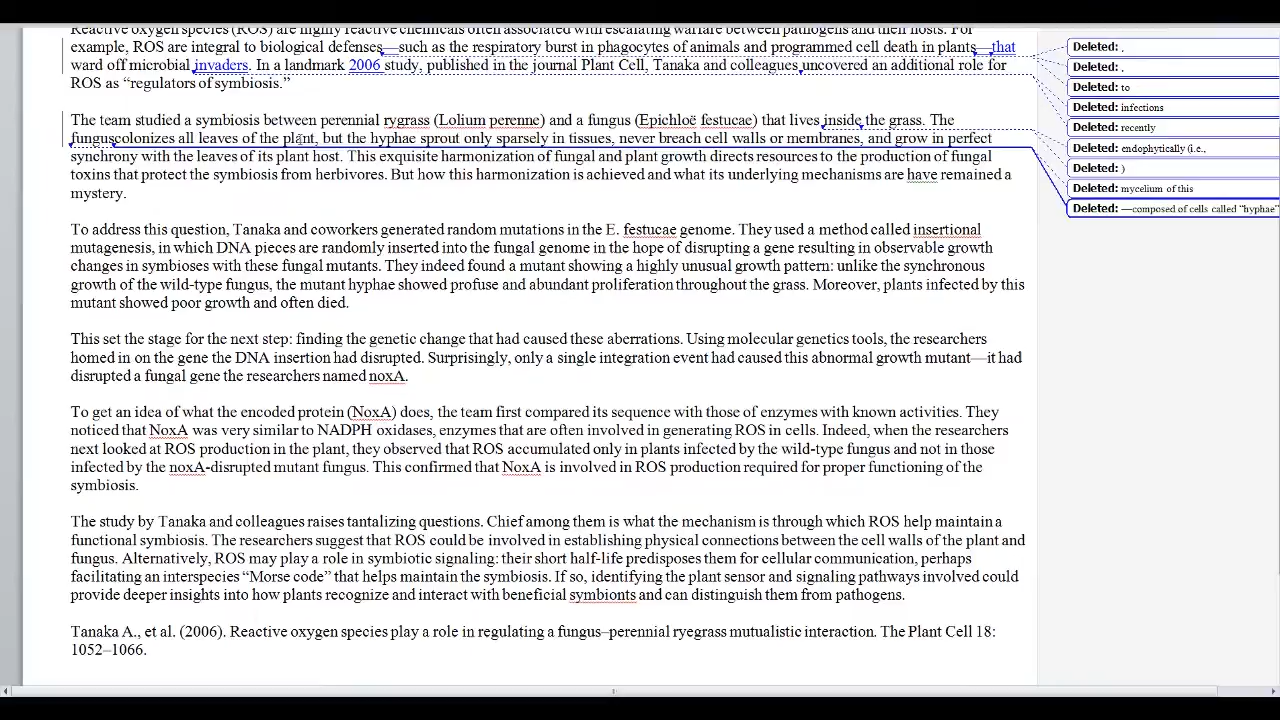 Reactive oxygen species (ROS) are highly reactive chemicals often associated with escalating warfare between pathogens and their hosts. For
example, ROS are integral to biological defenses—such as the respiratory burst in phagocytes of animals and programmed cell death in plants—that
ward off microbial invaders. In a landmark 2006 study, published in the journal Plant Cell, Tanaka and colleagues uncovered an additional role for
ROS as “regulators of symbiosis.”
The team studied a symbiosis between perennial rygrass (Lolium perenne) and a fungus (Epichloë festucae) that lives inside the grass. The
funguscolonizes all leaves of the plant, but the hyphae sprout only sparsely in tissues, never breach cell walls or membranes, and grow in perfect
synchrony with the leaves of its plant host. This exquisite harmonization of fungal and plant growth directs resources to the production of fungal
toxins that protect the symbiosis from herbivores. But how this harmonization is achieved and what its underlying mechanisms are have remained a
mystery.
To address this question, Tanaka and coworkers generated random mutations in the E. festucae genome. They used a method called insertional
mutagenesis, in which DNA pieces are randomly inserted into the fungal genome in the hope of disrupting a gene resulting in observable growth
changes in symbioses with these fungal mutants. They indeed found a mutant showing a highly unusual growth pattern: unlike the synchronous
growth of the wild-type fungus, the mutant hyphae showed profuse and abundant proliferation throughout the grass. Moreover, plants infected by this
mutant showed poor growth and often died.
This set the stage for the next step: finding the genetic change that had caused these aberrations. Using molecular genetics tools, the researchers
homed in on the gene the DNA insertion had disrupted. Surprisingly, only a single integration event had caused this abnormal growth mutant—it had
disrupted a fungal gene the researchers named noxA.
To get an idea of what the encoded protein (NoxA) does, the team first compared its sequence with those of enzymes with known activities. They
noticed that NoxA was very similar to NADPH oxidases, enzymes that are often involved in generating ROS in cells. Indeed, when the researchers
next looked at ROS production in the plant, they observed that ROS accumulated only in plants infected by the wild-type fungus and not in those
infected by the noxA-disrupted mutant fungus. This confirmed that NoxA is involved in ROS production required for proper functioning of the
symbiosis.
The study by Tanaka and colleagues raises tantalizing questions. Chief among them is what the mechanism is through which ROS help maintain a
functional symbiosis. The researchers suggest that ROS could be involved in establishing physical connections between the cell walls of the plant and
fungus. Alternatively, ROS may play a role in symbiotic signaling: their short half-life predisposes them for cellular communication, perhaps
facilitating an interspecies “Morse code” that helps maintain the symbiosis. If so, identifying the plant sensor and signaling pathways involved could
provide deeper insights into how plants recognize and interact with beneficial symbionts and can distinguish them from pathogens.
Tanaka A., et al. (2006). Reactive oxygen species play a role in regulating a fungus–perennial ryegrass mutualistic interaction. The Plant Cell 18:
1052–1066.
Deleted: ,
Deleted: ,
Deleted: to
Deleted: infections
Deleted: recently
Deleted: endophytically (i.e.,
Deleted: )
Deleted: mycelium of this
Deleted: —composed of cells called “hyphae”